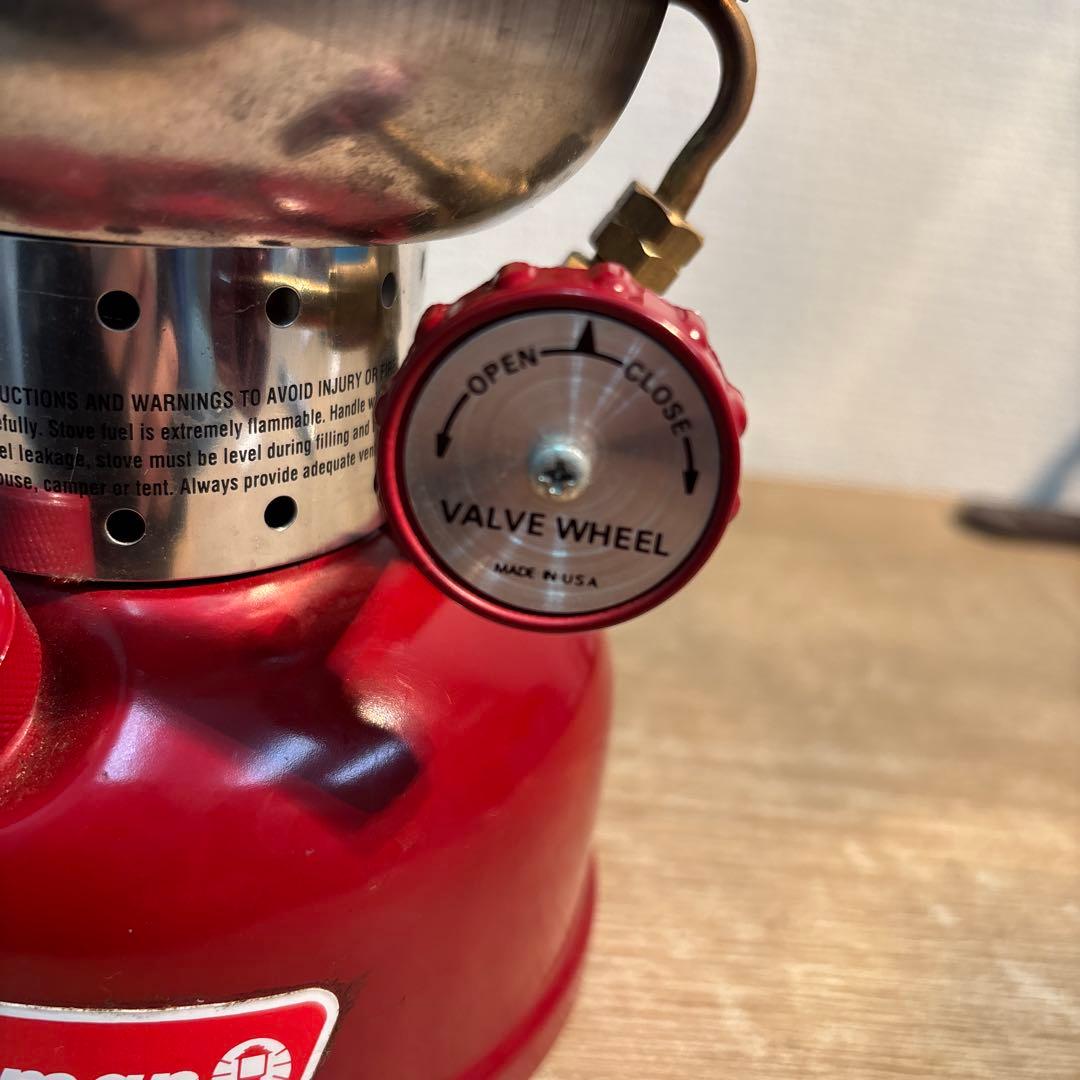 UCTIONS AND WARNINGS TO AVOID INJURY OR
efully. Stove fuel is extremely flammable. Handle
el leakage, stove must be level during filling and
ouse, camper or tent. Always provide adequate ven
OPEN CLOSE
VALVE WHEEL
MADE IN USA
man